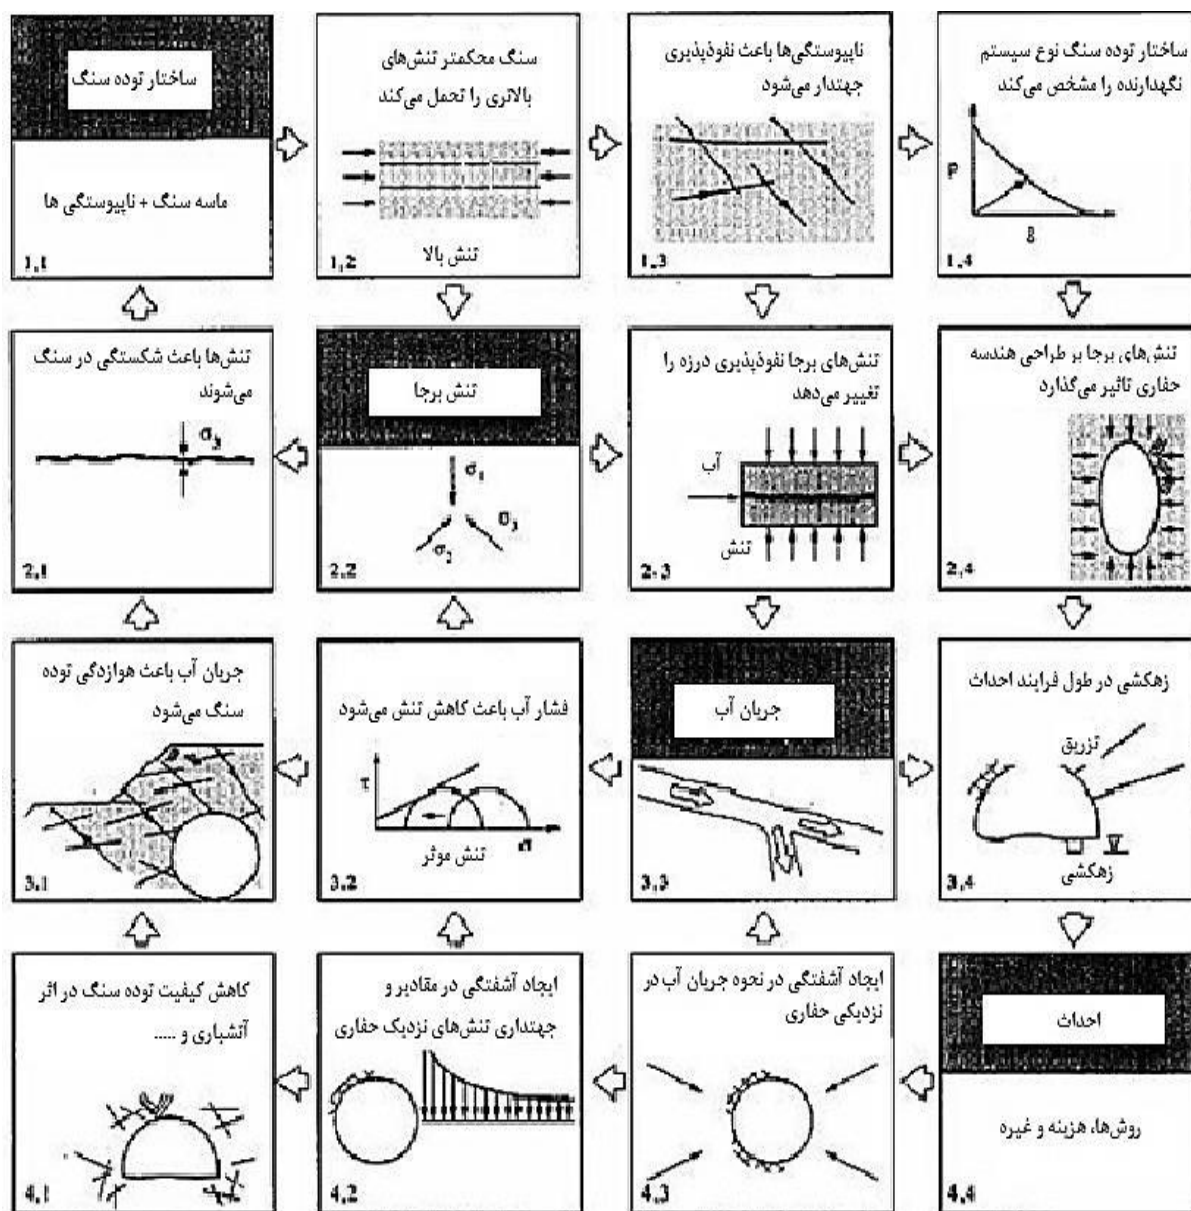 ساختار توده سنگ
ماسه سنگ + ناپیوستگی ها
1,1
سنگ محکمتر تنش‌های
بالاتری را تحمل می‌کند
تنش بالا
1,2
ناپیوستگی‌ها باعث نفوذپذیری
جهتدار می‌شود
1,3
ساختار توده سنگ نوع سیستم
نگهدارنده را مشخص می‌کند
P
δ
1,4
تنش‌ها باعث شکستگی در سنگ
می‌شوند
σ3
2,1
تنش برجا
σ1
σ2
σ3
2,2
تنش‌های برجا نفوذپذیری درزه را
تغییر می‌دهد
آب
تنش
2,3
تنش‌های برجا بر طراحی هندسه
حفاری تاثیر می‌گذارد
2,4
جریان آب باعث هوازدگی توده
سنگ می‌شود
3,1
فشار آب باعث کاهش تنش می‌شود
τ
σ
تنش موثر
3,2
جریان آب
3,3
زهکشی در طول فرایند احداث
تزریق
زهکشی
3,4
کاهش کیفیت توده سنگ در اثر
آتشباری و .....
4,1
ایجاد آشفتگی در مقادیر و
جهتداری تنش‌های نزدیک حفاری
4,2
ایجاد آشفتگی در نحوه جریان آب در
نزدیکی حفاری
4,3
احداث
روش‌ها، هزینه و غیره
4,4